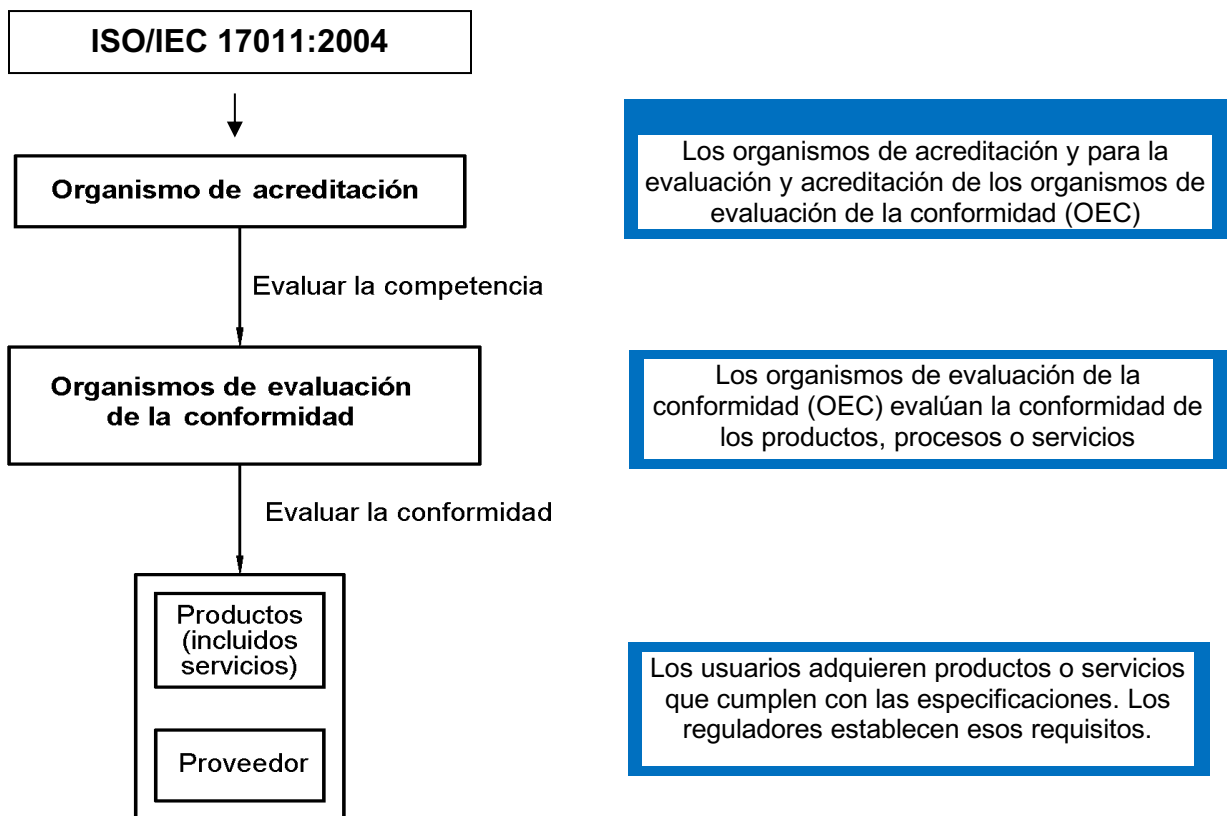 ISO/IEC 17011:2004
Organismo de acreditación
Los organismos de acreditación y para la
evaluación y acreditación de los organismos de
evaluación de la conformidad (OEC)
Evaluar la competencia
Organismos de evaluación
de la conformidad
Los organismos de evaluación de la
conformidad (OEC) evalúan la conformidad de
los productos, procesos o servicios
Evaluar la conformidad
Productos
(incluidos
servicios)
Proveedor
Los usuarios adquieren productos o servicios
que cumplen con las especificaciones. Los
reguladores establecen esos requisitos.